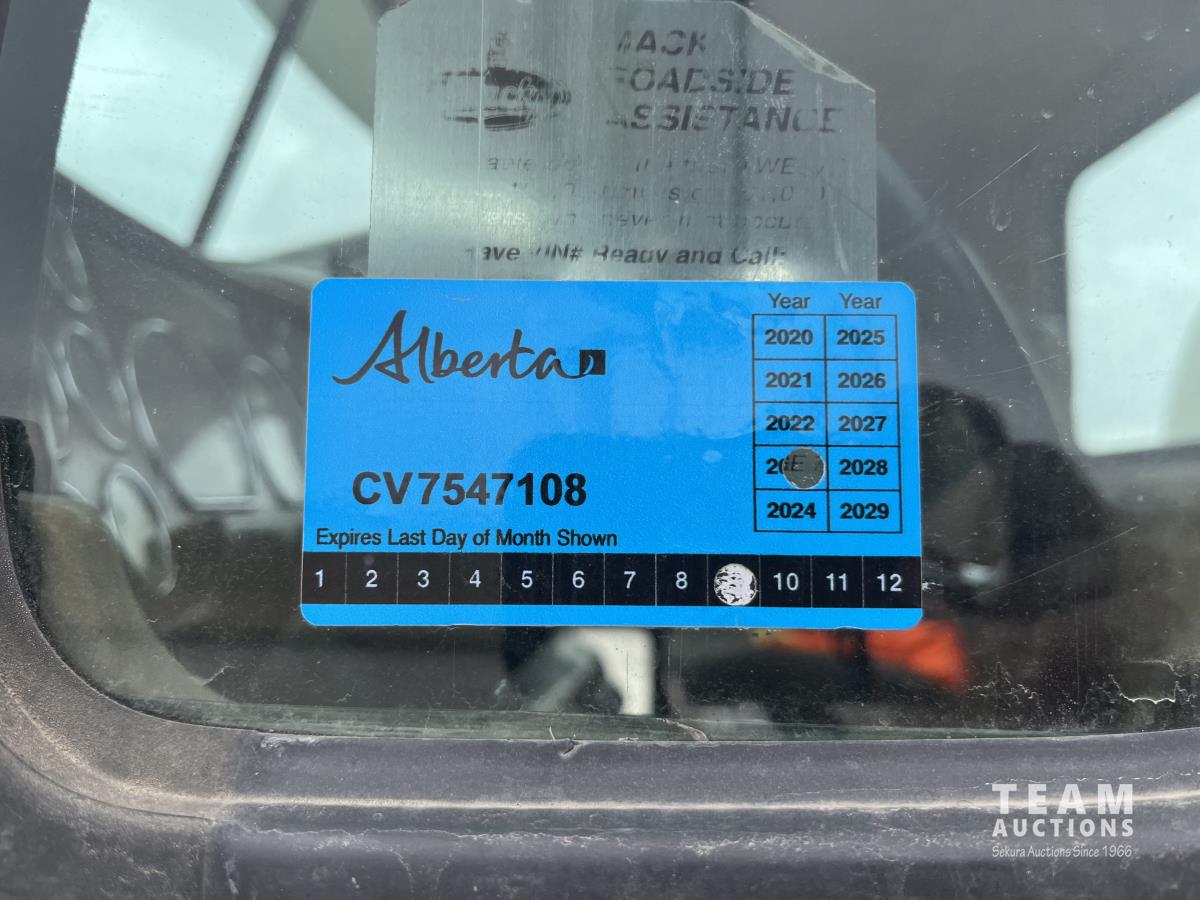 MACK
ROADSIDE
ASSISTANCE
Have VIN# Ready and Call:
Alberta
Year Year
2020 2025
2021 2026
2022 2027
20 2028
2024 2029
CV7547108
Expires Last Day of Month Shown
1 2 3 4 5 6 7 8 10 11 12
TEAM
AUCTIONS
Sekura Auctions Since 1966